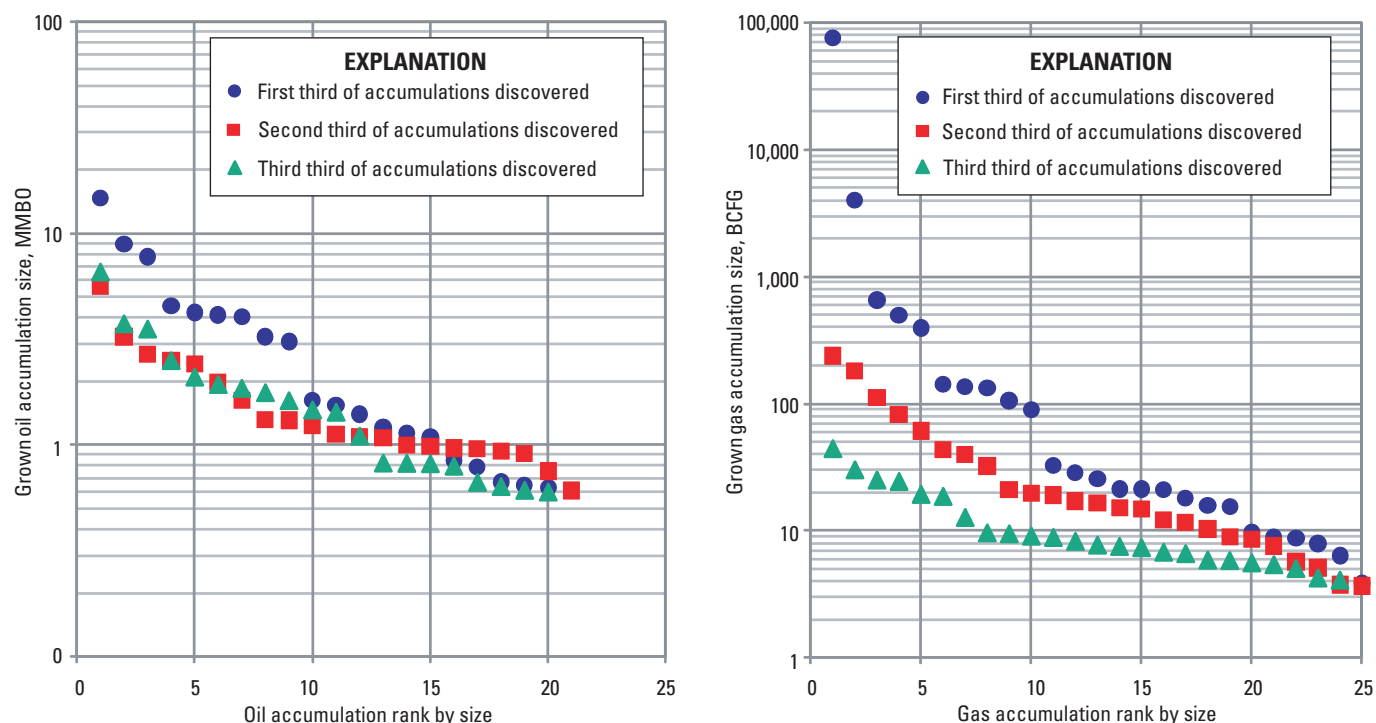 100
10
1
0
Grown oil accumulation size, MMBO
EXPLANATION
First third of accumulations discovered
Second third of accumulations discovered
Third third of accumulations discovered
0 5 10 15 20 25
Oil accumulation rank by size
100,000
10,000
1,000
100
10
1
Grown gas accumulation size, BCFG
EXPLANATION
First third of accumulations discovered
Second third of accumulations discovered
Third third of accumulations discovered
0 5 10 15 20 25
Gas accumulation rank by size